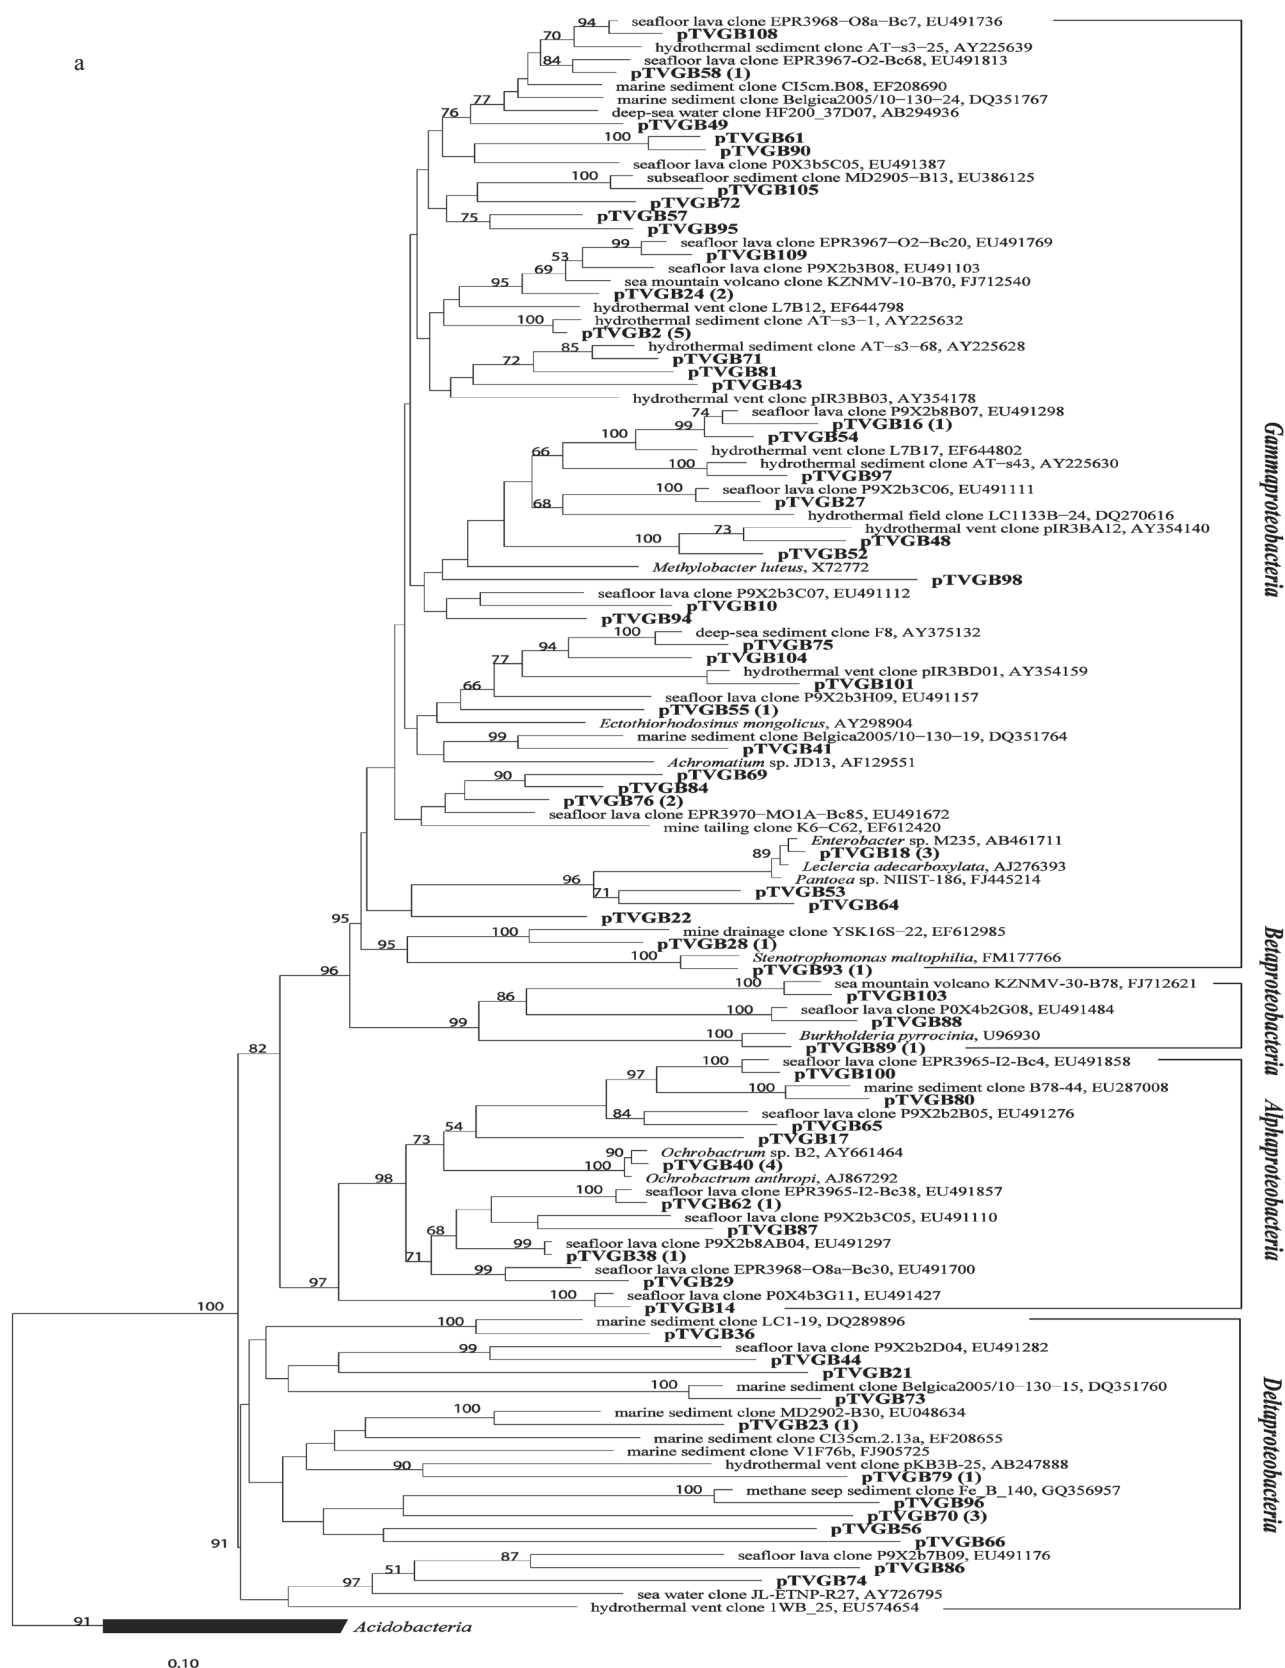 a
94
seafloor lava clone EPR3968−O8a−Bc7, EU491736
pTVGB108
70
hydrothermal sediment clone AT−s3−25, AY225639
84
seafloor lava clone EPR3967-O2-Bc68, EU491813
pTVGB58 (1)
marine sediment clone CI5cm.B08, EF208690
77
marine sediment clone Belgica2005/10−130−24, DQ351767
76
deep-sea water clone HF200_37D07, AB294936
pTVGB49
100
pTVGB61
pTVGB90
seafloor lava clone P0X3b5C05, EU491387
100
subseafloor sediment clone MD2905−B13, EU386125
pTVGB105
pTVGB72
75
pTVGB57
pTVGB95
99
seafloor lava clone EPR3967−O2−Bc20, EU491769
pTVGB109
53
seafloor lava clone P9X2b3B08, EU491103
69
sea mountain volcano clone KZNMV-10-B70, FJ712540
95
pTVGB24 (2)
hydrothermal vent clone L7B12, EF644798
100
hydrothermal sediment clone AT−s3−1, AY225632
pTVGB2 (5)
85
hydrothermal sediment clone AT−s3−68, AY225628
72
pTVGB71
pTVGB81
pTVGB43
hydrothermal vent clone pIR3BB03, AY354178
74
seafloor lava clone P9X2b8B07, EU491298
99
pTVGB16 (1)
100
pTVGB54
66
hydrothermal vent clone L7B17, EF644802
100
hydrothermal sediment clone AT−s43, AY225630
pTVGB97
100
seafloor lava clone P9X2b3C06, EU491111
68
pTVGB27
hydrothermal field clone LC1133B−24, DQ270616
73
hydrothermal vent clone pIR3BA12, AY354140
100
pTVGB48
pTVGB52
Methylobacter luteus, X72772
pTVGB98
seafloor lava clone P9X2b3C07, EU491112
pTVGB10
pTVGB94
100
deep-sea sediment clone F8, AY375132
94
pTVGB75
77
pTVGB104
hydrothermal vent clone pIR3BD01, AY354159
pTVGB101
66
seafloor lava clone P9X2b3H09, EU491157
pTVGB55 (1)
Ectothiorhodosinus mongolicus, AY298904
99
marine sediment clone Belgica2005/10−130−19, DQ351764
pTVGB41
Achromatium sp. JD13, AF129551
90
pTVGB69
pTVGB84
pTVGB76 (2)
seafloor lava clone EPR3970−MO1A−Bc85, EU491672
mine tailing clone K6−C62, EF612420
Enterobacter sp. M235, AB461711
89
pTVGB18 (3)
Leclercia adecarboxylata, AJ276393
96
Pantoea sp. NIIST-186, FJ445214
71
pTVGB53
pTVGB64
95
pTVGB22
100
mine drainage clone YSK16S−22, EF612985
95
pTVGB28 (1)
100
Stenotrophomonas maltophilia, FM177766
96
pTVGB93 (1)
Gammaproteobacteria
100
sea mountain volcano KZNMV-30-B78, FJ712621
86
pTVGB103
100
seafloor lava clone P0X4b2G08, EU491484
99
pTVGB88
100
Burkholderia pyrrocinia, U96930
82
pTVGB89 (1)
Betaproteobacteria
100
seafloor lava clone EPR3965-I2-Bc4, EU491858
97
pTVGB100
100
marine sediment clone B78-44, EU287008
pTVGB80
84
seafloor lava clone P9X2b2B05, EU491276
54
pTVGB65
73
pTVGB17
90
Ochrobactrum sp. B2, AY661464
100
pTVGB40 (4)
98
Ochrobactrum anthropi, AJ867292
100
seafloor lava clone EPR3965-I2-Bc38, EU491857
pTVGB62 (1)
seafloor lava clone P9X2b3C05, EU491110
68
pTVGB87
99
seafloor lava clone P9X2b8AB04, EU491297
71
pTVGB38 (1)
99
seafloor lava clone EPR3968−O8a−Bc30, EU491700
97
pTVGB29
100
seafloor lava clone P0X4b3G11, EU491427
100
pTVGB14
Alphaproteobacteria
100
marine sediment clone LC1-19, DQ289896
pTVGB36
99
seafloor lava clone P9X2b2D04, EU491282
pTVGB44
pTVGB21
100
marine sediment clone Belgica2005/10−130−15, DQ351760
pTVGB73
100
marine sediment clone MD2902-B30, EU048634
pTVGB23 (1)
marine sediment clone CI35cm.2.13a, EF208655
marine sediment clone V1F76b, FJ905725
90
hydrothermal vent clone pKB3B-25, AB247888
pTVGB79 (1)
100
methane seep sediment clone Fe_B_140, GQ356957
pTVGB96
pTVGB70 (3)
pTVGB56
91
pTVGB66
87
seafloor lava clone P9X2b7B09, EU491176
51
pTVGB86
97
pTVGB74
sea water clone JL-ETNP-R27, AY726795
hydrothermal vent clone 1WB_25, EU574654
Deltaproteobacteria
91
Acidobacteria
0.10